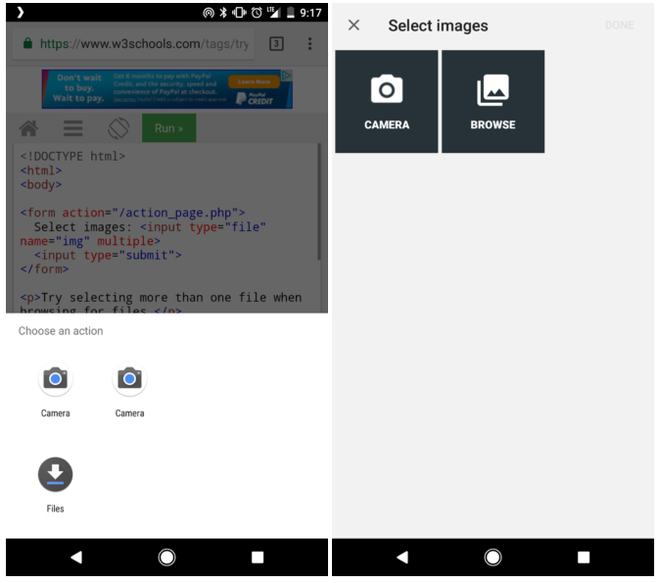 LTE 9:17
https://www.w3schools.com/tags/try 3
Don't wait
to buy.
Wait to pay.
Get 6 months to pay with PayPal
Credit, and the security, speed and
convenience of PayPal at checkout.
Learn More
PayPal
CREDIT
Run »
<!DOCTYPE html>
<html>
<body>
<form action="/action_page.php">
Select images: <input type="file"
name="img" multiple>
<input type="submit">
</form>
<p>Try selecting more than one file when
browsing for files.</p>
Choose an action
Camera Camera
Files
Select images DONE
CAMERA BROWSE